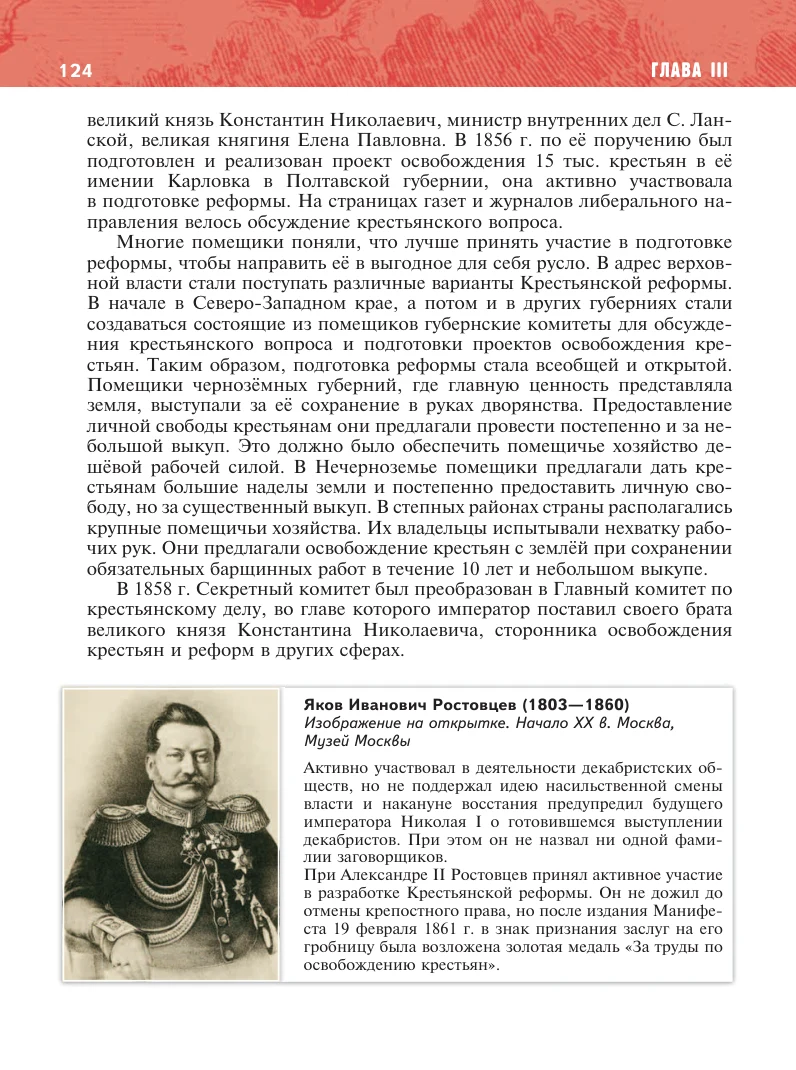 124
ГЛАВА III
великий князь Константин Николаевич, министр внутренних дел С. Лан-
ской, великая княгиня Елена Павловна. В 1856 г. по её поручению был
подготовлен и реализован проект освобождения 15 тыс. крестьян в её
имении Карловка в Полтавской губернии, она активно участвовала
в подготовке реформы. На страницах газет и журналов либерального на-
правления велось обсуждение крестьянского вопроса.
Многие помещики поняли, что лучше принять участие в подготовке
реформы, чтобы направить её в выгодное для себя русло. В адрес верхов-
ной власти стали поступать различные варианты Крестьянской реформы.
В начале в Северо-Западном крае, а потом и в других губерниях стали
создаваться состоящие из помещиков губернские комитеты для обсужде-
ния крестьянского вопроса и подготовки проектов освобождения кре-
стьян. Таким образом, подготовка реформы стала всеобщей и открытой.
Помещики чернозёмных губерний, где главную ценность представляла
земля, выступали за её сохранение в руках дворянства. Предоставление
личной свободы крестьянам они предлагали провести постепенно и за не-
большой выкуп. Это должно было обеспечить помещичье хозяйство де-
шёвой рабочей силой. В Нечерноземье помещики предлагали дать кре-
стьянам большие наделы земли и постепенно предоставить личную сво-
боду, но за существенный выкуп. В степных районах страны располагались
крупные помещичьи хозяйства. Их владельцы испытывали нехватку рабо-
чих рук. Они предлагали освобождение крестьян с землёй при сохранении
обязательных барщинных работ в течение 10 лет и небольшом выкупе.
В 1858 г. Секретный комитет был преобразован в Главный комитет по
крестьянскому делу, во главе которого император поставил своего брата
великого князя Константина Николаевича, сторонника освобождения
крестьян и реформ в других сферах.
Яков Иванович Ростовцев (1803—1860)
Изображение на открытке. Начало XX в. Москва,
Музей Москвы
Активно участвовал в деятельности декабристских об-
ществ, но не поддержал идею насильственной смены
власти и накануне восстания предупредил будущего
императора Николая I о готовившемся выступлении
декабристов. При этом он не назвал ни одной фами-
лии заговорщиков.
При Александре II Ростовцев принял активное участие
в разработке Крестьянской реформы. Он не дожил до
отмены крепостного права, но после издания Манифе-
ста 19 февраля 1861 г. в знак признания заслуг на его
гробницу была возложена золотая медаль «За труды по
освобождению крестьян».